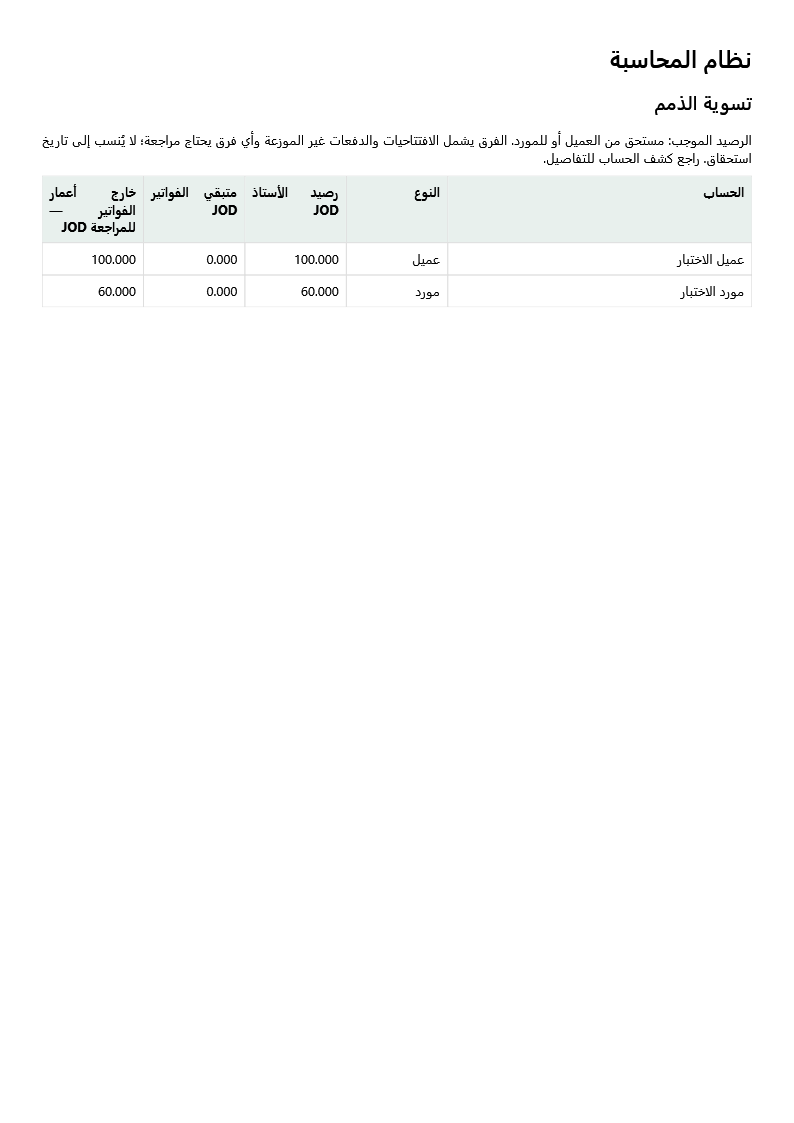 نظام المحاسبة
تسوية الذمم
الرصيد الموجب: مستحق من العميل أو للمورد. الفرق يشمل الافتتاحيات والدفعات غير الموزعة وأي فرق يحتاج مراجعة؛ لا يُنسب إلى تاريخ
استحقاق. راجع كشف الحساب للتفاصيل.
الحساب النوع رصيد الأستاذ متبقي الفواتير خارج أعمار
JOD JOD الفواتير —
للمراجعة JOD
عميل الاختبار عميل 100.000 0.000 100.000
مورد الاختبار مورد 60.000 0.000 60.000